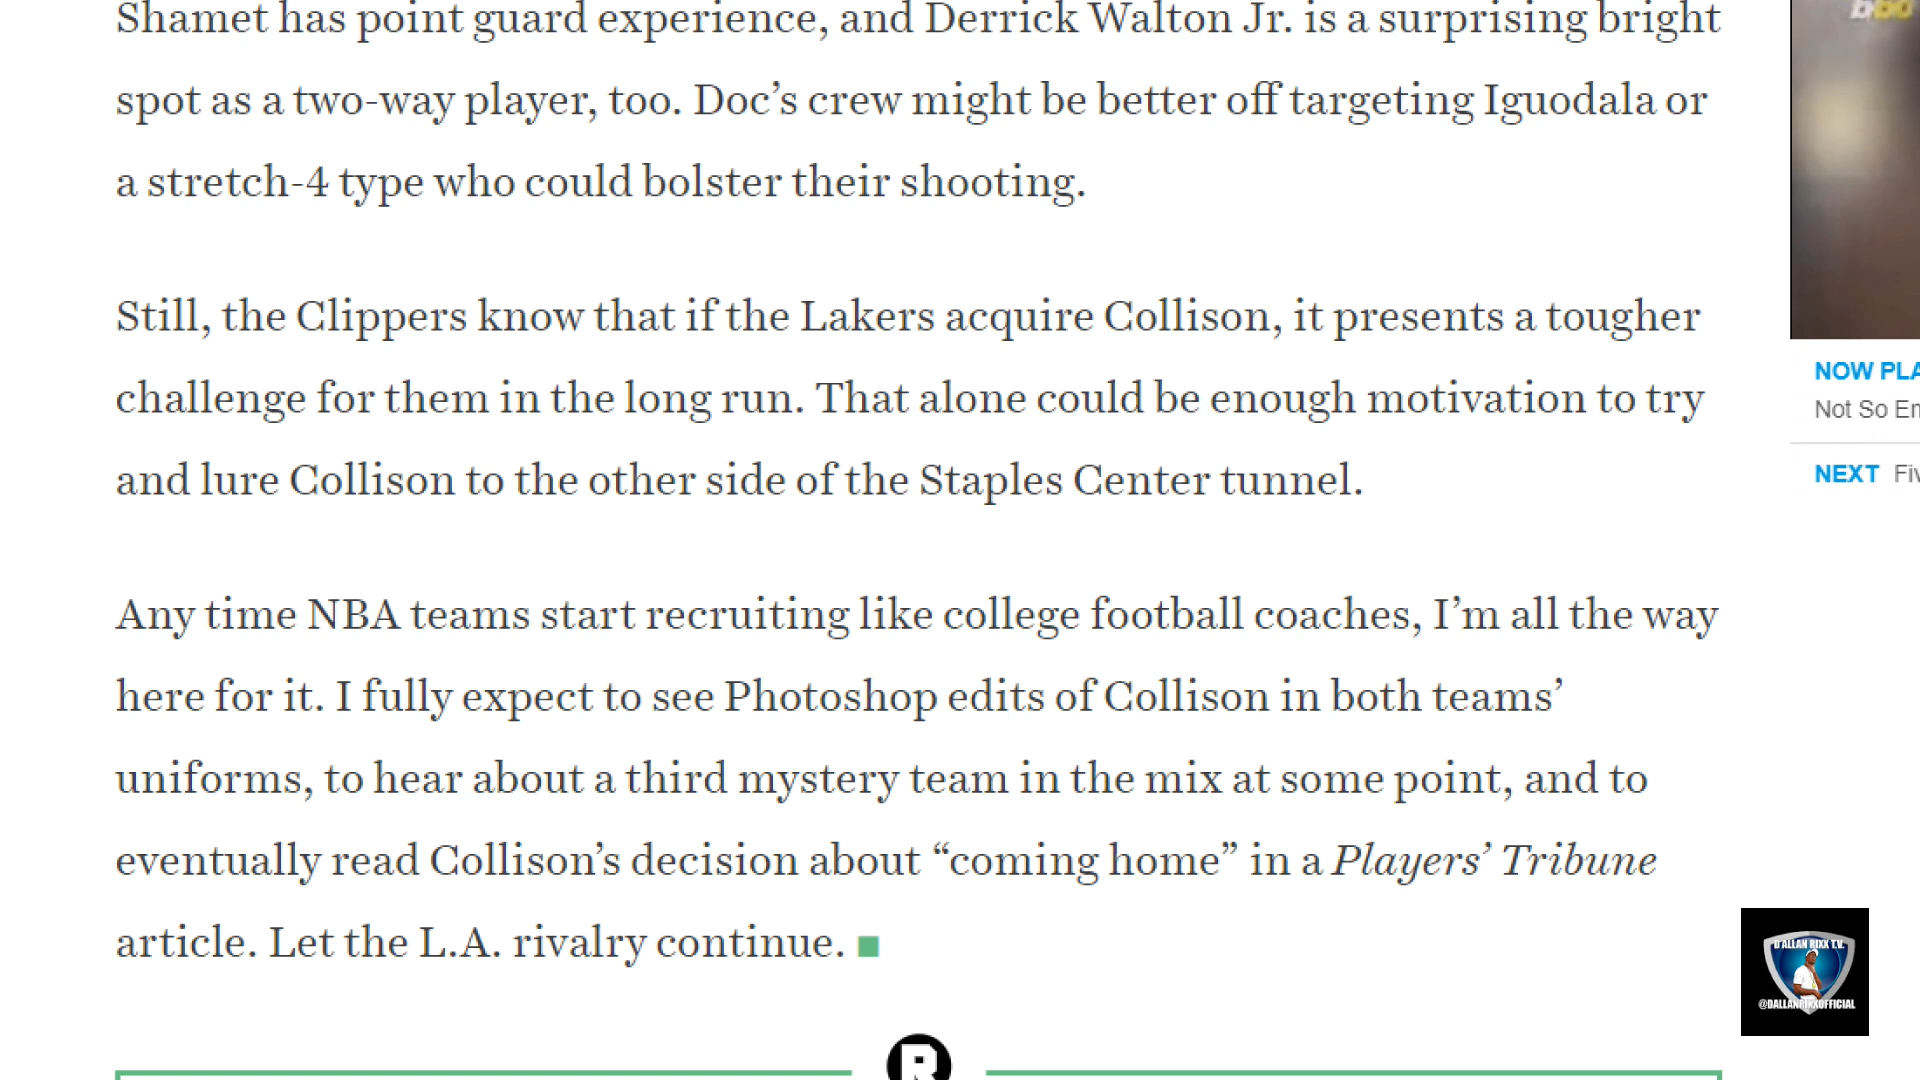 Shamet has point guard experience, and Derrick Walton Jr. is a surprising bright
spot as a two-way player, too. Doc’s crew might be better off targeting Iguodala or
a stretch-4 type who could bolster their shooting.
Still, the Clippers know that if the Lakers acquire Collison, it presents a tougher
challenge for them in the long run. That alone could be enough motivation to try
and lure Collison to the other side of the Staples Center tunnel.
Any time NBA teams start recruiting like college football coaches, I’m all the way
here for it. I fully expect to see Photoshop edits of Collison in both teams’
uniforms, to hear about a third mystery team in the mix at some point, and to
eventually read Collison’s decision about “coming home” in a Players’ Tribune
article. Let the L.A. rivalry continue.
NOW PLA
Not So En
NEXT Fiv
D'ALLAN RIXX T.V.
@DALLANRIXXOFFICIAL
R